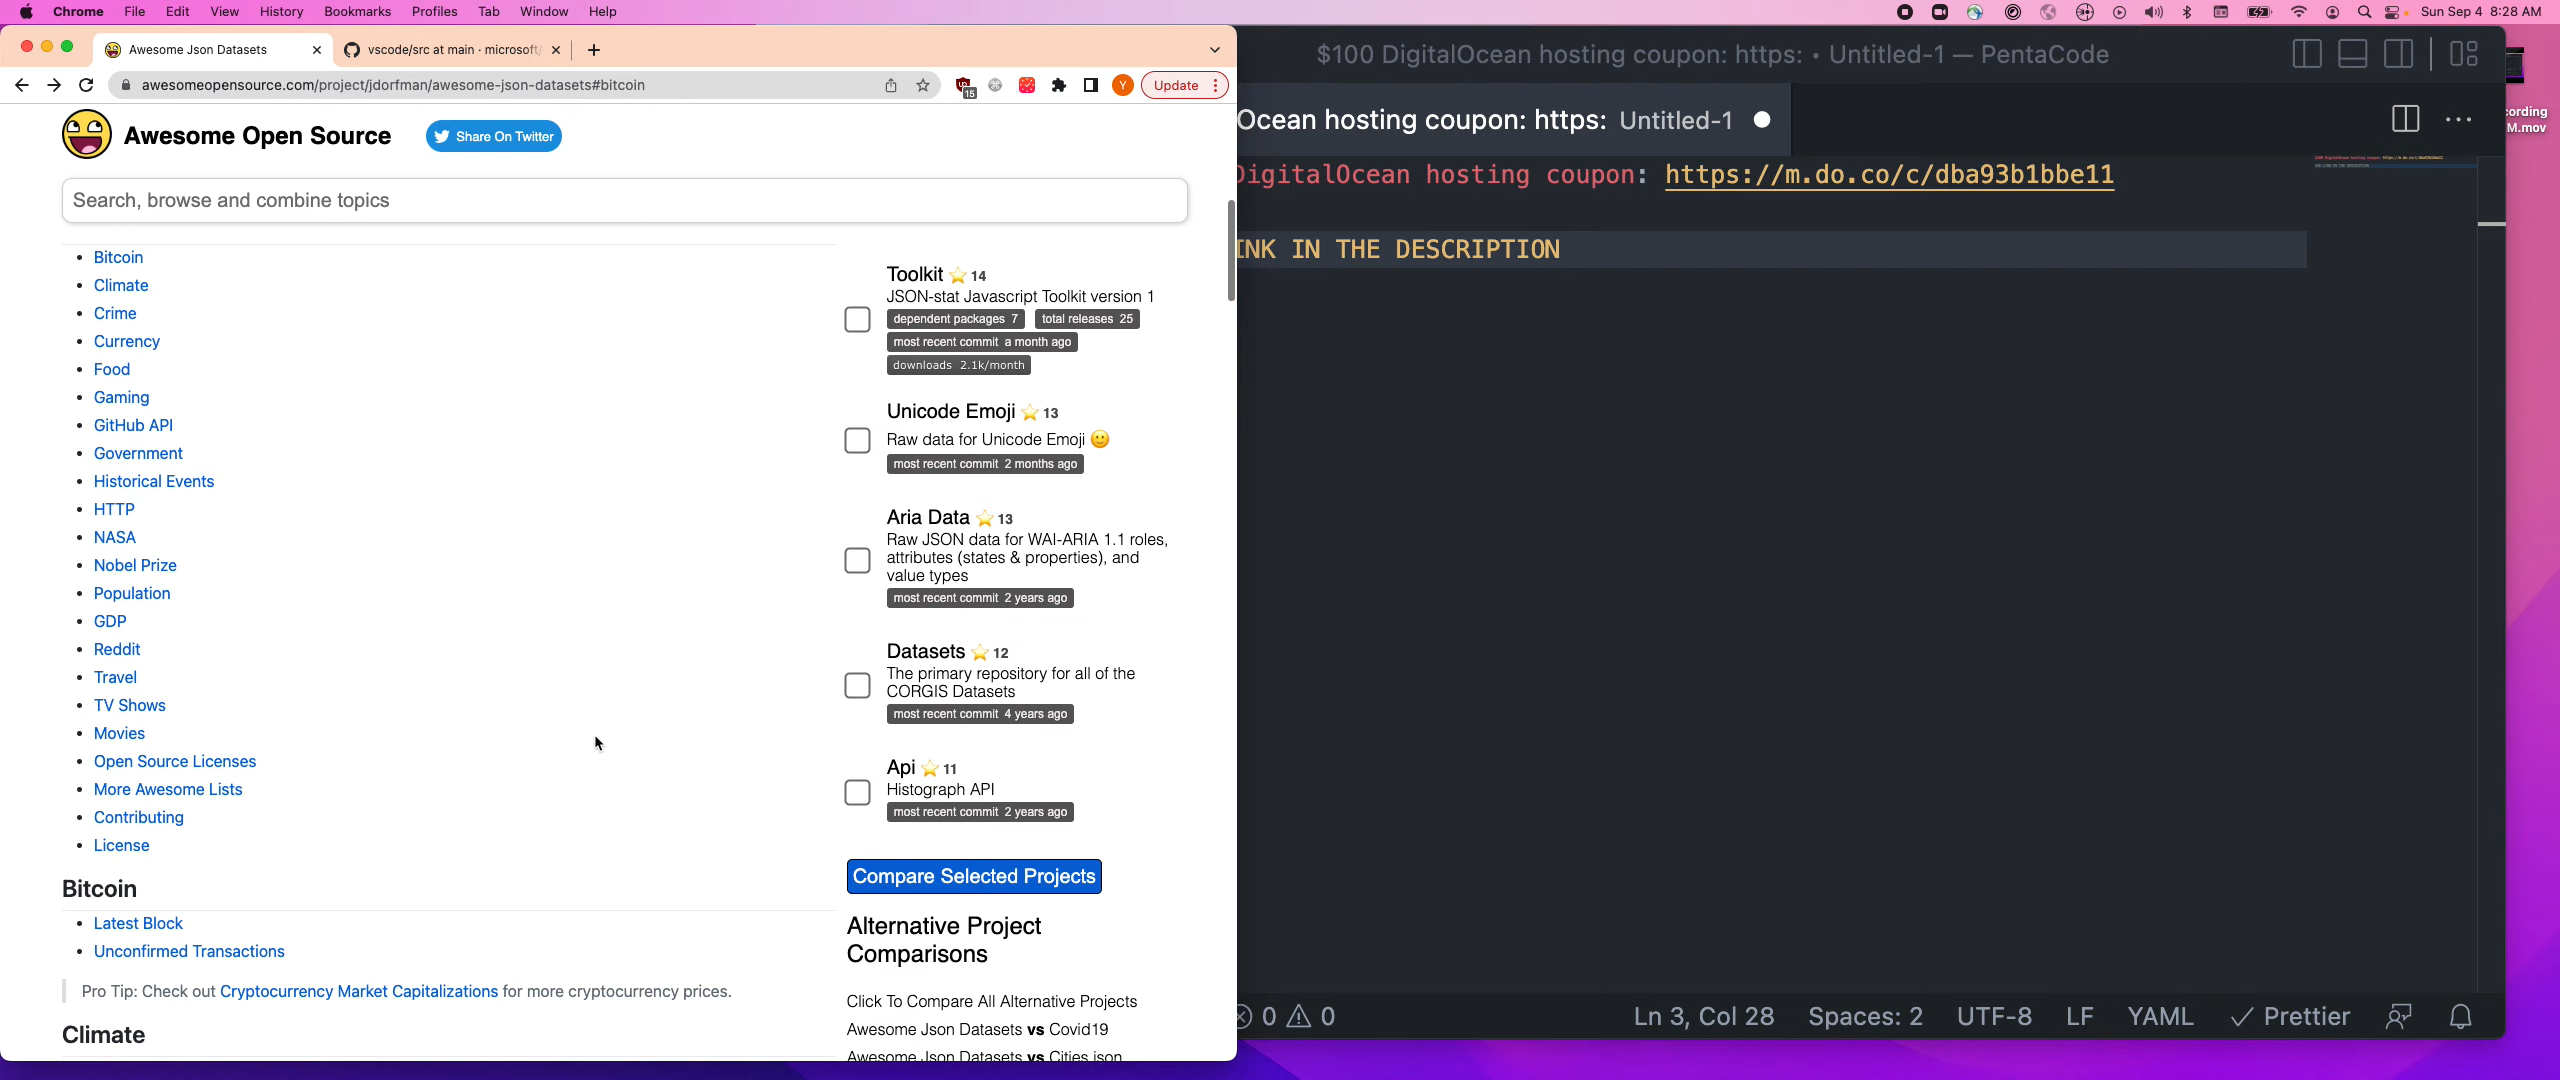 Chrome File Edit View History Bookmarks Profiles Tab Window Help
Sun Sep 4 8:28 AM
Awesome Json Datasets
vscode/src at main · microsoft/
awesomeopensource.com/project/jdorfman/awesome-json-datasets#bitcoin
15
Y
Update
Awesome Open Source
Share On Twitter
Search, browse and combine topics
Bitcoin
Climate
Crime
Currency
Food
Gaming
GitHub API
Government
Historical Events
HTTP
NASA
Nobel Prize
Population
GDP
Reddit
Travel
TV Shows
Movies
Open Source Licenses
More Awesome Lists
Contributing
License
Bitcoin
Latest Block
Unconfirmed Transactions
Pro Tip: Check out Cryptocurrency Market Capitalizations for more cryptocurrency prices.
Climate
Toolkit ⭐ 14
JSON-stat Javascript Toolkit version 1
dependent packages 7 total releases 25
most recent commit a month ago
downloads 2.1k/month
Unicode Emoji ⭐ 13
Raw data for Unicode Emoji 🙂
most recent commit 2 months ago
Aria Data ⭐ 13
Raw JSON data for WAI-ARIA 1.1 roles,
attributes (states & properties), and
value types
most recent commit 2 years ago
Datasets ⭐ 12
The primary repository for all of the
CORGIS Datasets
most recent commit 4 years ago
Api ⭐ 11
Histograph API
most recent commit 2 years ago
Compare Selected Projects
Alternative Project
Comparisons
Click To Compare All Alternative Projects
Awesome Json Datasets vs Covid19
Awesome Json Datasets vs Cities.json
$100 DigitalOcean hosting coupon: https: • Untitled-1 — PentaCode
Ocean hosting coupon: https: Untitled-1
DigitalOcean hosting coupon: https://m.do.co/c/dba93b1bbe11
INK IN THE DESCRIPTION
0 0
Ln 3, Col 28 Spaces: 2 UTF-8 LF YAML Prettier
cording
M.mov